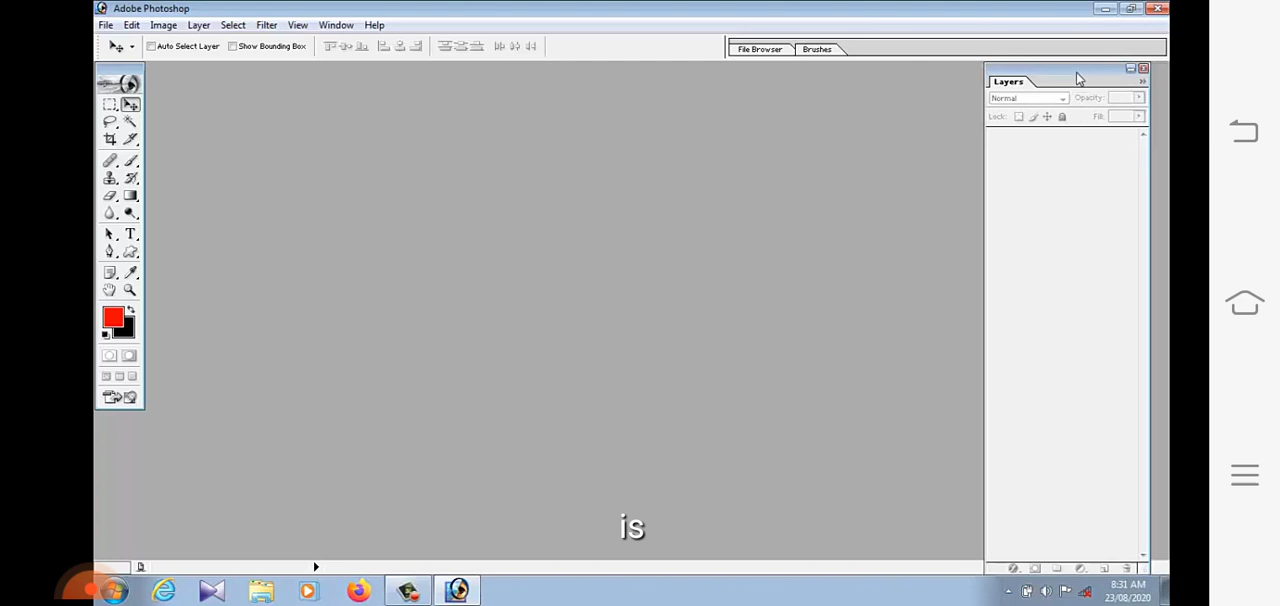 Adobe Photoshop
File Edit Image Layer Select Filter View Window Help
Auto Select Layer Show Bounding Box File Browser Brushes
Layers
Normal Opacity:
Lock: Fill:
T
is
8:31 AM
23/08/2020